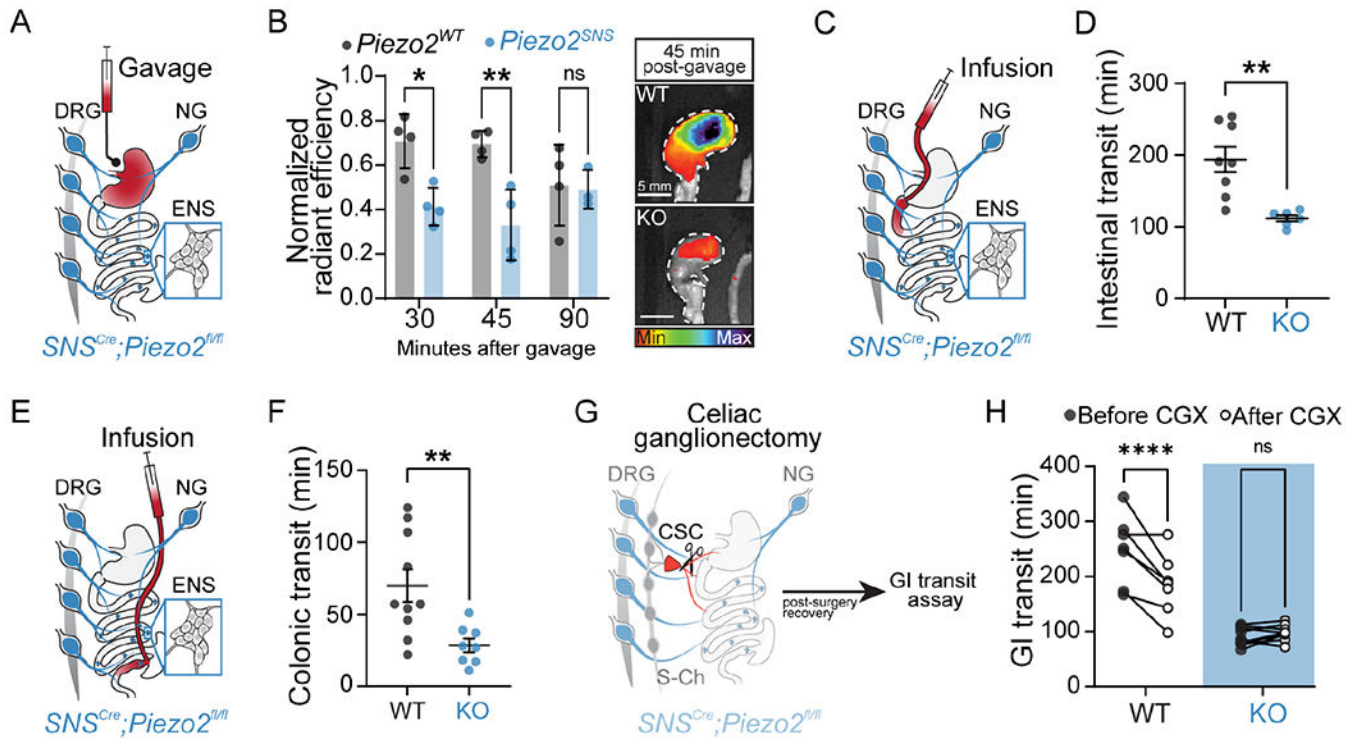 A
Gavage
DRG
NG
ENS
SNSCre;Piezo2fl/fl
B
Piezo2WT
Piezo2SNS
Normalized
radiant efficiency
1.0
0.8
0.6
0.4
0.2
0.0
*
**
ns
30
45
90
Minutes after gavage
45 min
post-gavage
WT
5 mm
KO
Min
Max
C
Infusion
DRG
NG
ENS
SNSCre;Piezo2fl/fl
D
Intestinal transit (min)
300
200
100
0
**
WT
KO
E
Infusion
DRG
NG
ENS
SNSCre;Piezo2fl/fl
F
Colonic transit (min)
150
100
50
0
**
WT
KO
G
Celiac
ganglionectomy
DRG
NG
CSC
S-Ch
post-surgery
recovery
GI transit
assay
SNSCre;Piezo2fl/fl
H
Before CGX
After CGX
GI transit (min)
400
300
200
100
0
****
ns
WT
KO